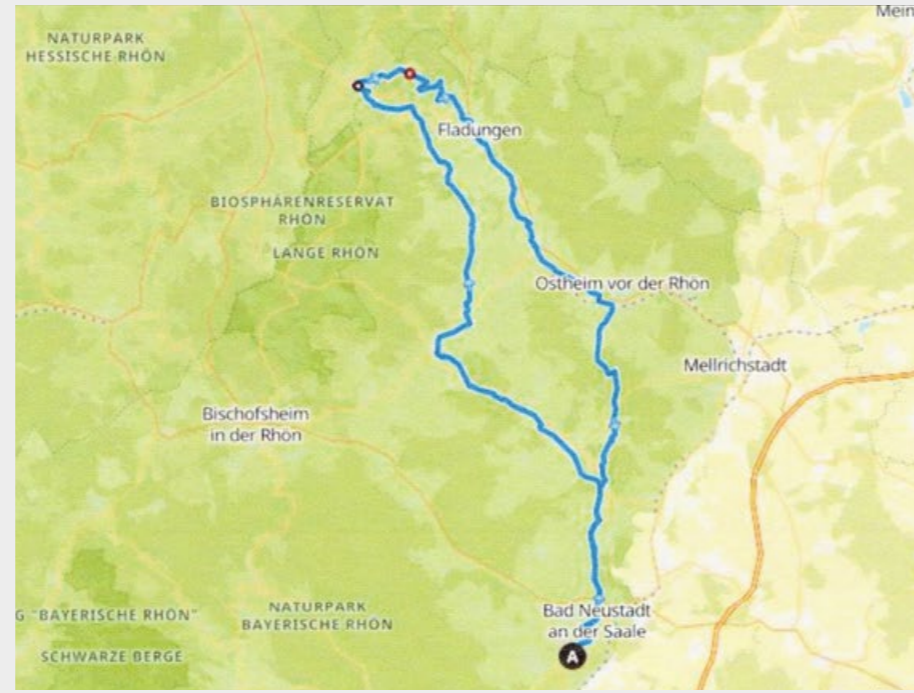 Mein
NATURPARK
HESSISCHE RHÖN
Fladungen
BIOSPHÄRENRESERVAT
RHÖN
LANGE RHÖN
Ostheim vor der Rhön
Mellrichstadt
Bischofsheim
in der Rhön
Bad Neustadt
an der Saale
A
G "BAYERISCHE RHÖN"
NATURPARK
BAYERISCHE RHÖN
SCHWARZE BERGE